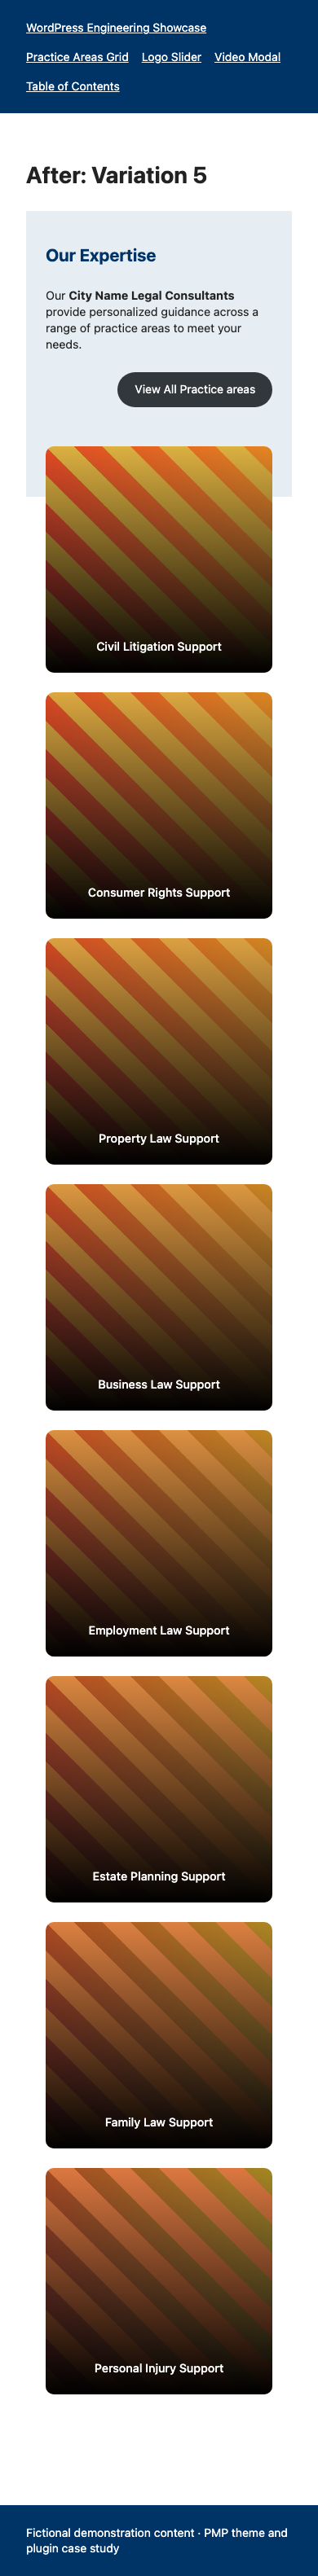 WordPress Engineering Showcase
Practice Areas Grid Logo Slider Video Modal
Table of Contents
After: Variation 5
Our Expertise
Our City Name Legal Consultants
provide personalized guidance across a
range of practice areas to meet your
needs.
View All Practice areas
Civil Litigation Support
Consumer Rights Support
Property Law Support
Business Law Support
Employment Law Support
Estate Planning Support
Family Law Support
Personal Injury Support
Fictional demonstration content · PMP theme and
plugin case study